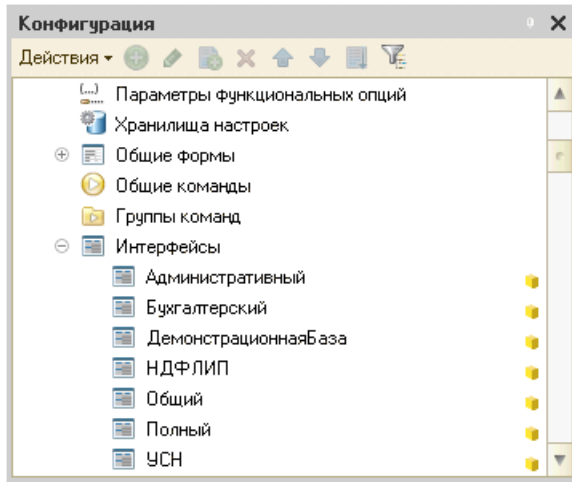 Конфигурация
Действия
Параметры функциональных опций
Хранилища настроек
Общие формы
Общие команды
Группы команд
Интерфейсы
Административный
Бухгалтерский
ДемонстрационнаяБаза
НДФЛИП
Общий
Полный
УСН